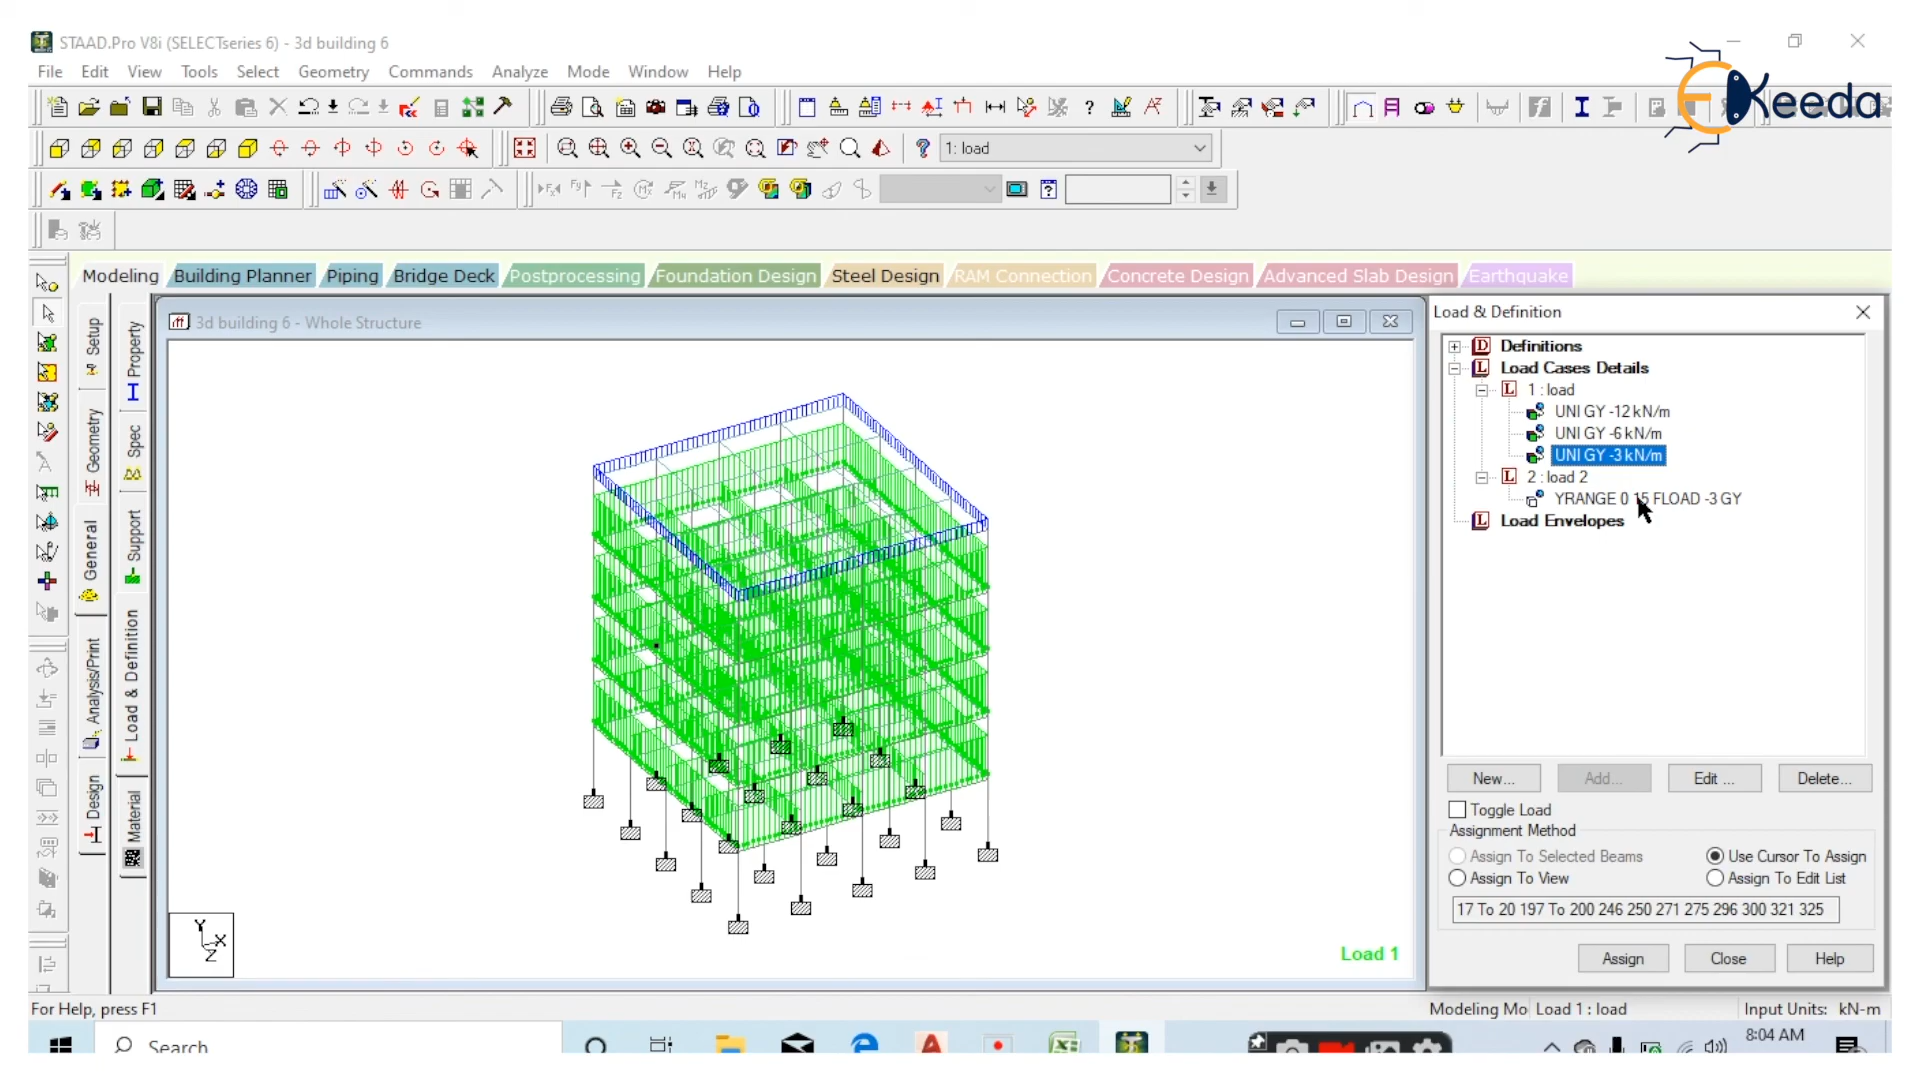 STAAD.Pro V8i (SELECTseries 6) - 3d building 6
File Edit View Tools Select Geometry Commands Analyze Mode Window Help
Keeda
1: load
Modeling Building Planner Piping Bridge Deck Postprocessing Foundation Design Steel Design RAM Connection Concrete Design Advanced Slab Design Earthquake
Setup
Geometry
General
Analysis/Print
Design
Property
Spec
Support
Load & Definition
Material
3d building 6 - Whole Structure
Y
X
Z
Load 1
Load & Definition
Definitions
Load Cases Details
1 : load
UNI GY -12 kN/m
UNI GY -6 kN/m
UNI GY -3 kN/m
2 : load 2
YRANGE 0 15 FLOAD -3 GY
Load Envelopes
New... Add... Edit ... Delete...
Toggle Load
Assignment Method
Assign To Selected Beams Use Cursor To Assign
Assign To View Assign To Edit List
17 To 20 197 To 200 246 250 271 275 296 300 321 325
Assign Close Help
For Help, press F1 Modeling Mo Load 1 : load Input Units: kN-m
Search 8:04 AM